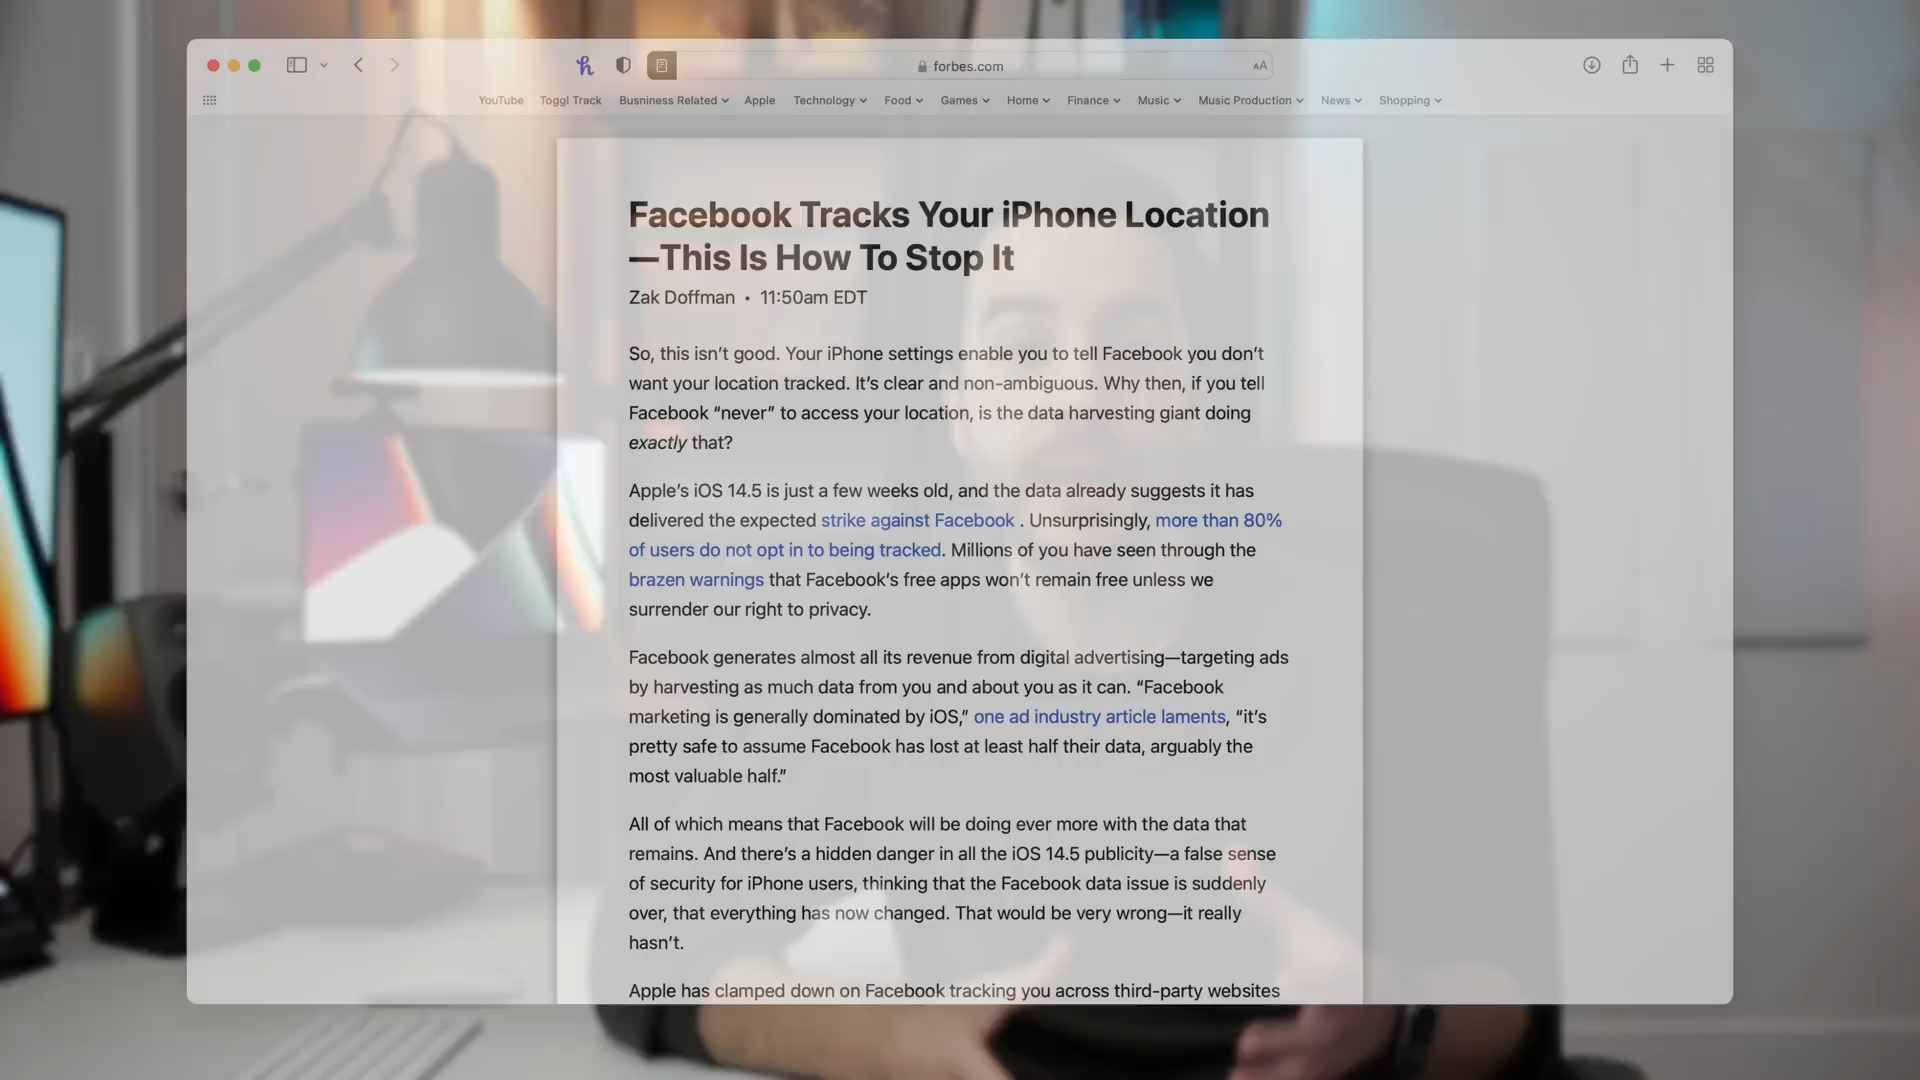 forbes.com
AA
YouTube Toggl Track Busniness Related Apple Technology Food Games Home Finance Music Music Production News Shopping
Facebook Tracks Your iPhone Location
—This Is How To Stop It
Zak Doffman • 11:50am EDT
So, this isn’t good. Your iPhone settings enable you to tell Facebook you don’t
want your location tracked. It’s clear and non-ambiguous. Why then, if you tell
Facebook “never” to access your location, is the data harvesting giant doing
exactly that?
Apple’s iOS 14.5 is just a few weeks old, and the data already suggests it has
delivered the expected strike against Facebook . Unsurprisingly, more than 80%
of users do not opt in to being tracked. Millions of you have seen through the
brazen warnings that Facebook’s free apps won’t remain free unless we
surrender our right to privacy.
Facebook generates almost all its revenue from digital advertising—targeting ads
by harvesting as much data from you and about you as it can. “Facebook
marketing is generally dominated by iOS,” one ad industry article laments, “it’s
pretty safe to assume Facebook has lost at least half their data, arguably the
most valuable half.”
All of which means that Facebook will be doing ever more with the data that
remains. And there’s a hidden danger in all the iOS 14.5 publicity—a false sense
of security for iPhone users, thinking that the Facebook data issue is suddenly
over, that everything has now changed. That would be very wrong—it really
hasn’t.
Apple has clamped down on Facebook tracking you across third-party websites